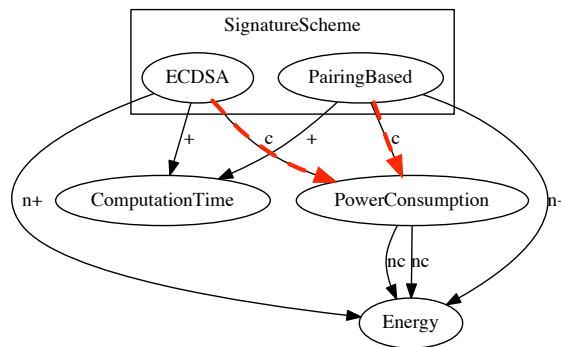 SignatureScheme
ECDSA PairingBased
+ c + c
ComputationTime PowerConsumption
n+ n+
nc nc
Energy